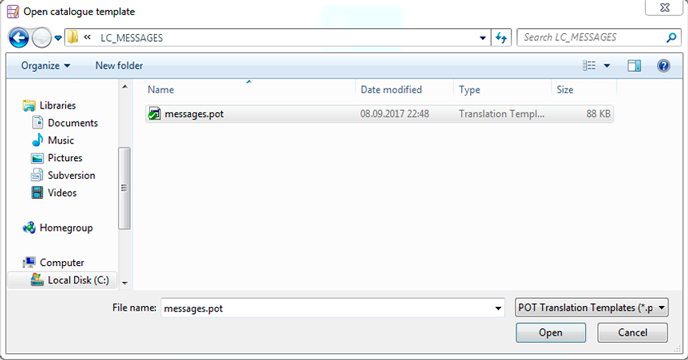 Open catalogue template
« LC_MESSAGES
Search LC_MESSAGES
Organize
New folder
Name
Date modified
Type
Size
messages.pot
08.09.2017 22:48
Translation Templ...
88 KB
Libraries
Documents
Music
Pictures
Subversion
Videos
Homegroup
Computer
Local Disk (C:)
File name:
messages.pot
POT Translation Templates (*.p
Open
Cancel